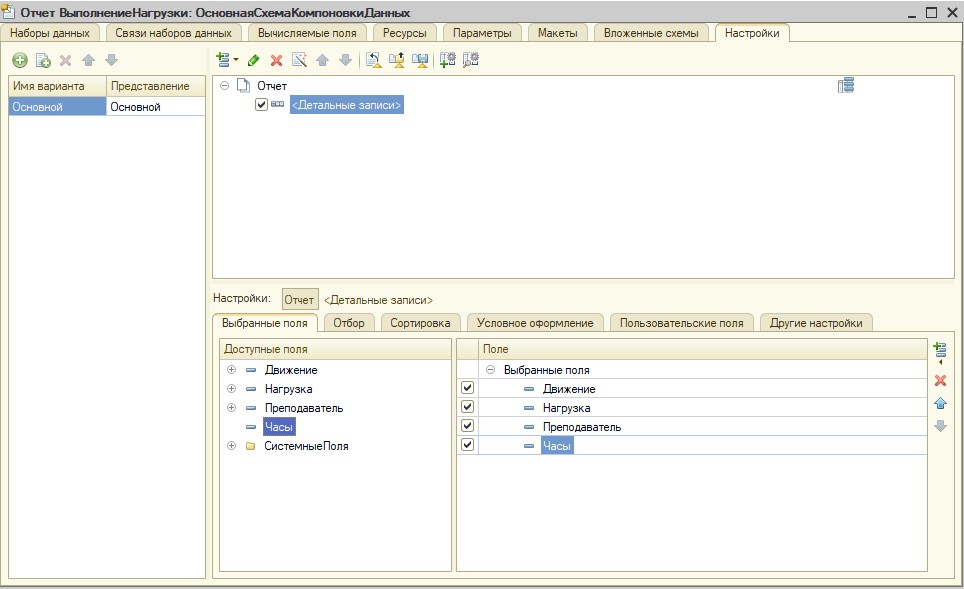 Отчет ВыполнениеНагрузки: ОсновнаяСхемаКомпоновкиДанных
Наборы данных Связи наборов данных Вычисляемые поля Ресурсы Параметры Макеты Вложенные схемы Настройки
Имя варианта Представление
Основной Основной
Отчет
<Детальные записи>
Настройки: Отчет <Детальные записи>
Выбранные поля Отбор Сортировка Условное оформление Пользовательские поля Другие настройки
Доступные поля
Движение
Нагрузка
Преподаватель
Часы
СистемныеПоля
Поле
Выбранные поля
Движение
Нагрузка
Преподаватель
Часы